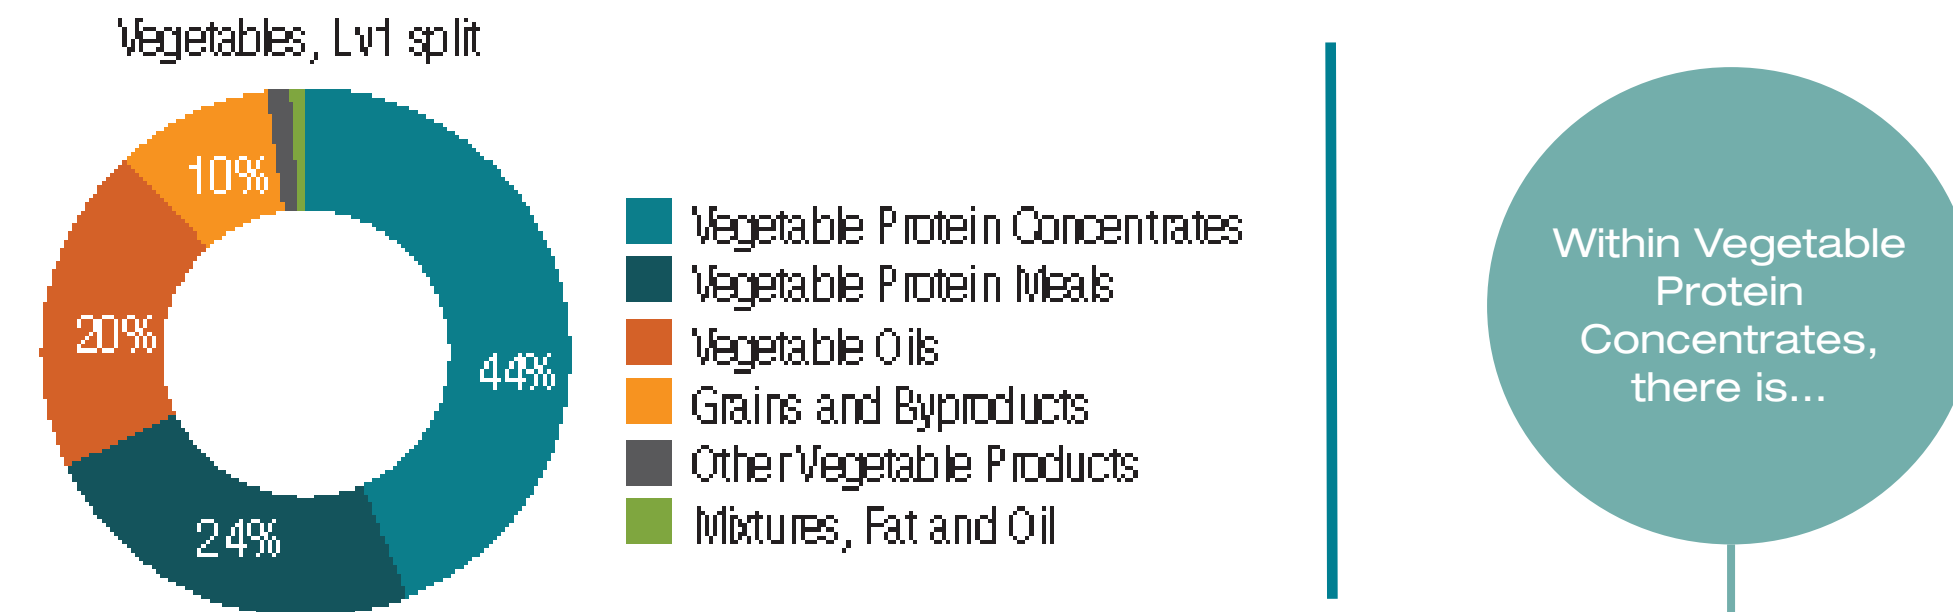 Vegetables, Lv1 split
10%
20%
44%
24%
Vegetable Protein Concentrates
Vegetable Protein Meals
Vegetable Oils
Grains and Byproducts
Other Vegetable Products
Mixtures, Fat and Oil
Within Vegetable
Protein
Concentrates,
there is...